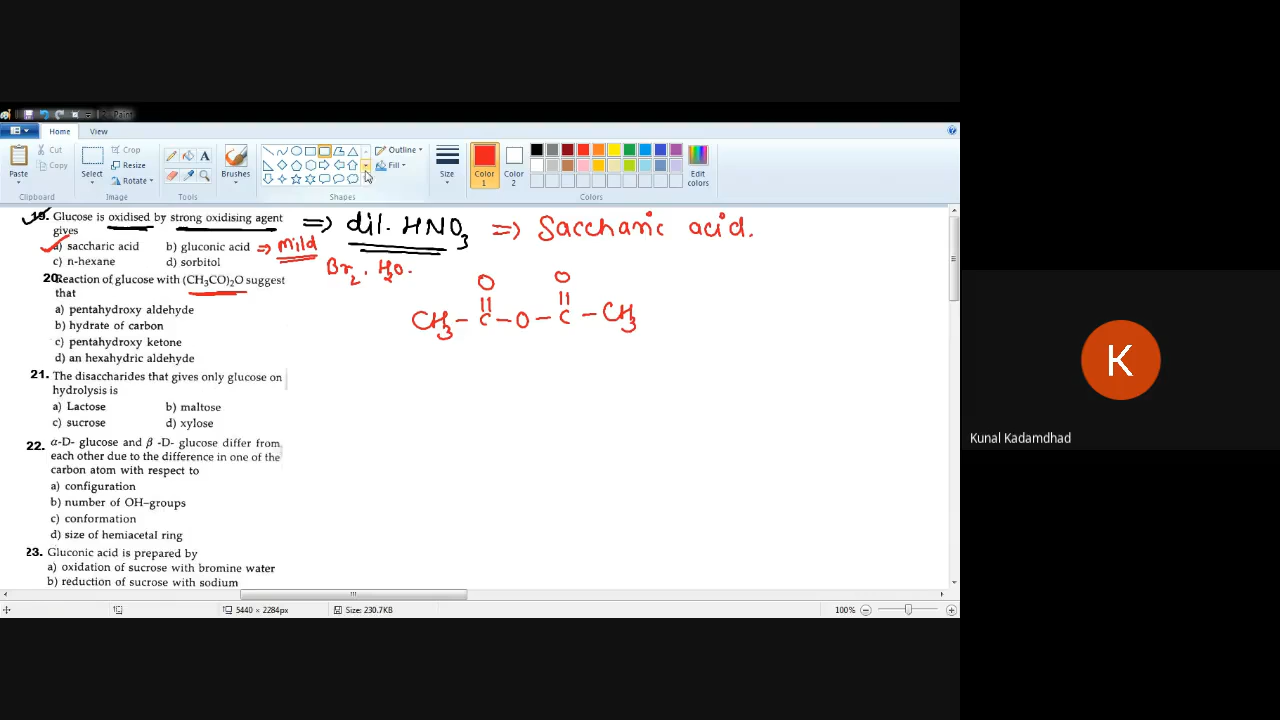 Home
View
Paste
Cut
Copy
Clipboard
Select
Crop
Resize
Rotate
Image
A
Tools
Brushes
Shapes
Outline
Fill
Size
Color 1
Color 2
Edit colors
Colors
19. Glucose is oxidised by strong oxidising agent ⇒ dil. HNO3 ⇒ Saccharic acid.
gives
a) saccharic acid b) gluconic acid ⇒ mild
Br2. H2O.
c) n-hexane d) sorbitol
20. Reaction of glucose with (CH3CO)2O suggest
that
O O
|| ||
CH3 – C – O – C – CH3
a) pentahydroxy aldehyde
b) hydrate of carbon
c) pentahydroxy ketone
d) an hexahydric aldehyde
21. The disaccharides that gives only glucose on
hydrolysis is
a) Lactose b) maltose
c) sucrose d) xylose
22. α-D- glucose and β -D- glucose differ from
each other due to the difference in one of the
carbon atom with respect to
a) configuration
b) number of OH–groups
c) conformation
d) size of hemiacetal ring
23. Gluconic acid is prepared by
a) oxidation of sucrose with bromine water
b) reduction of sucrose with sodium
5440 × 2284px
Size: 230.7KB
100%
K
Kunal Kadamdhad